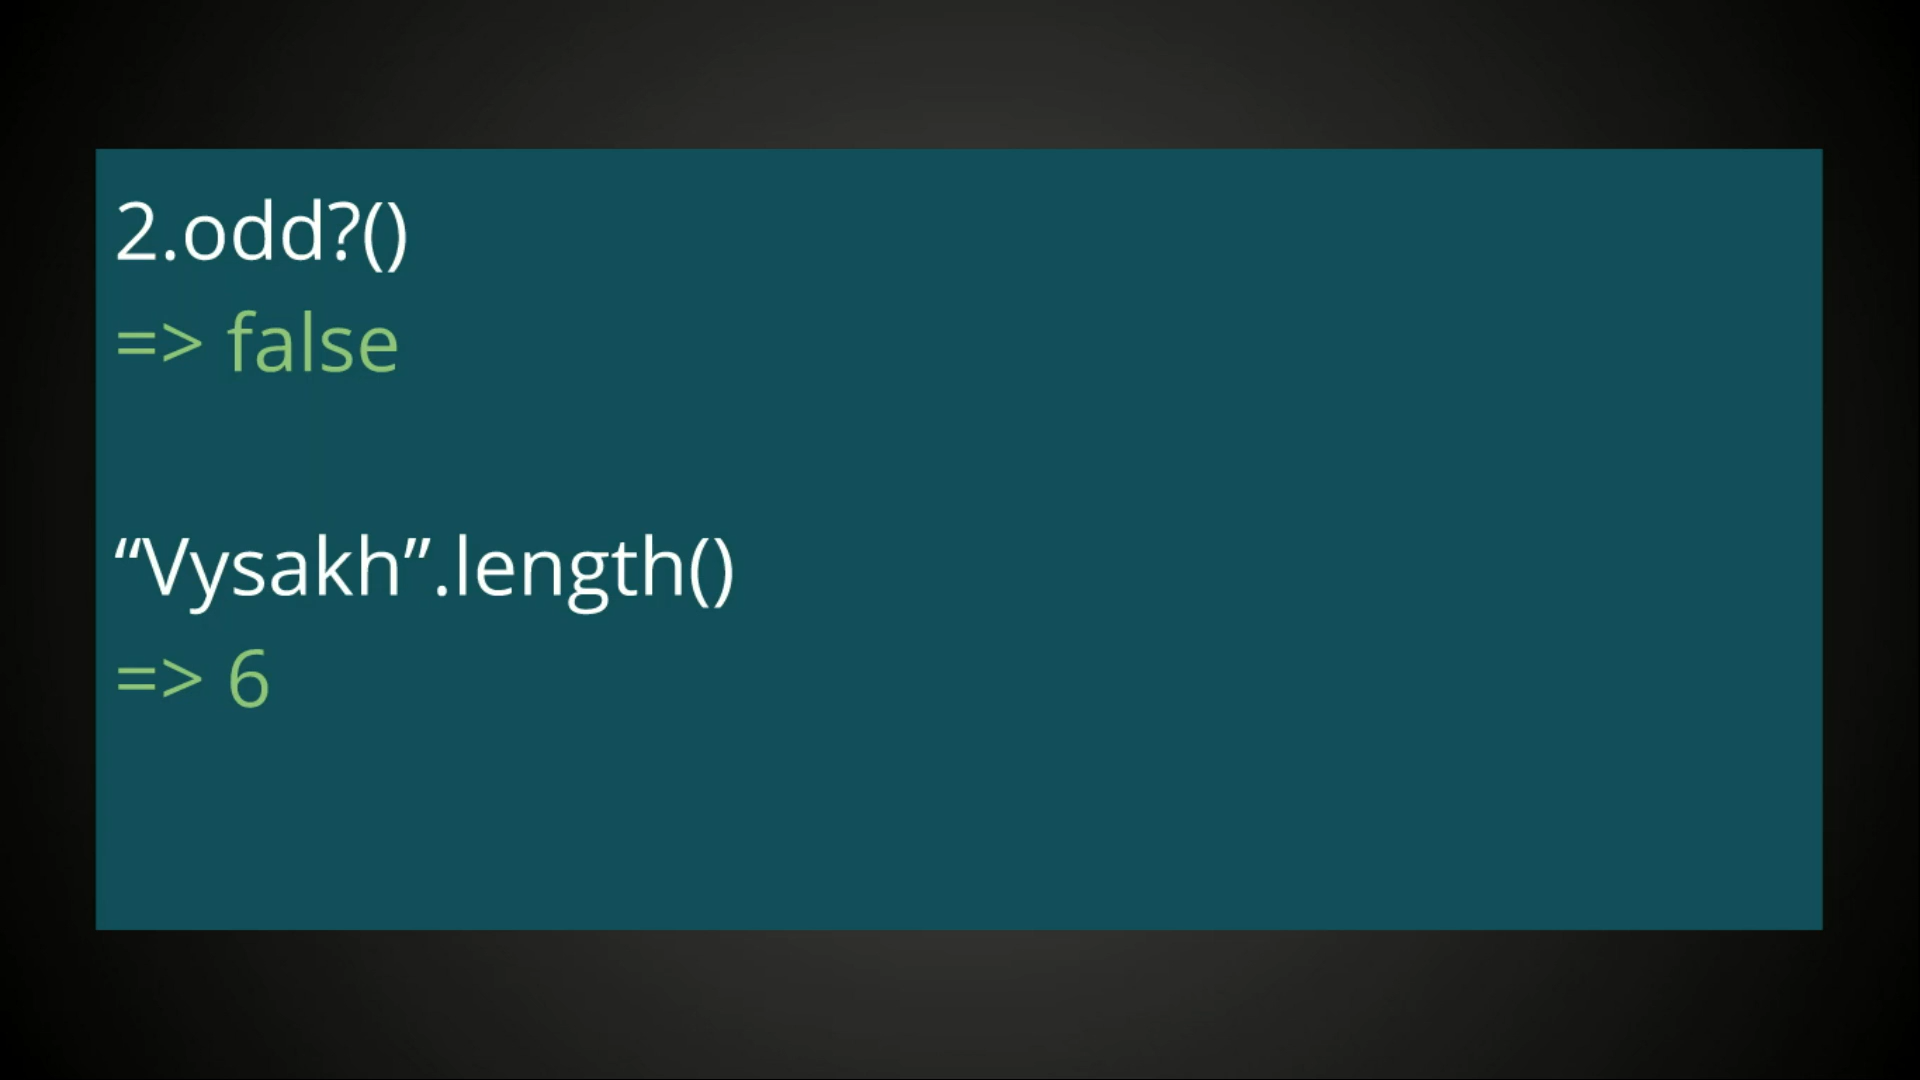 2.odd?()
=> false
“Vysakh”.length()
=> 6